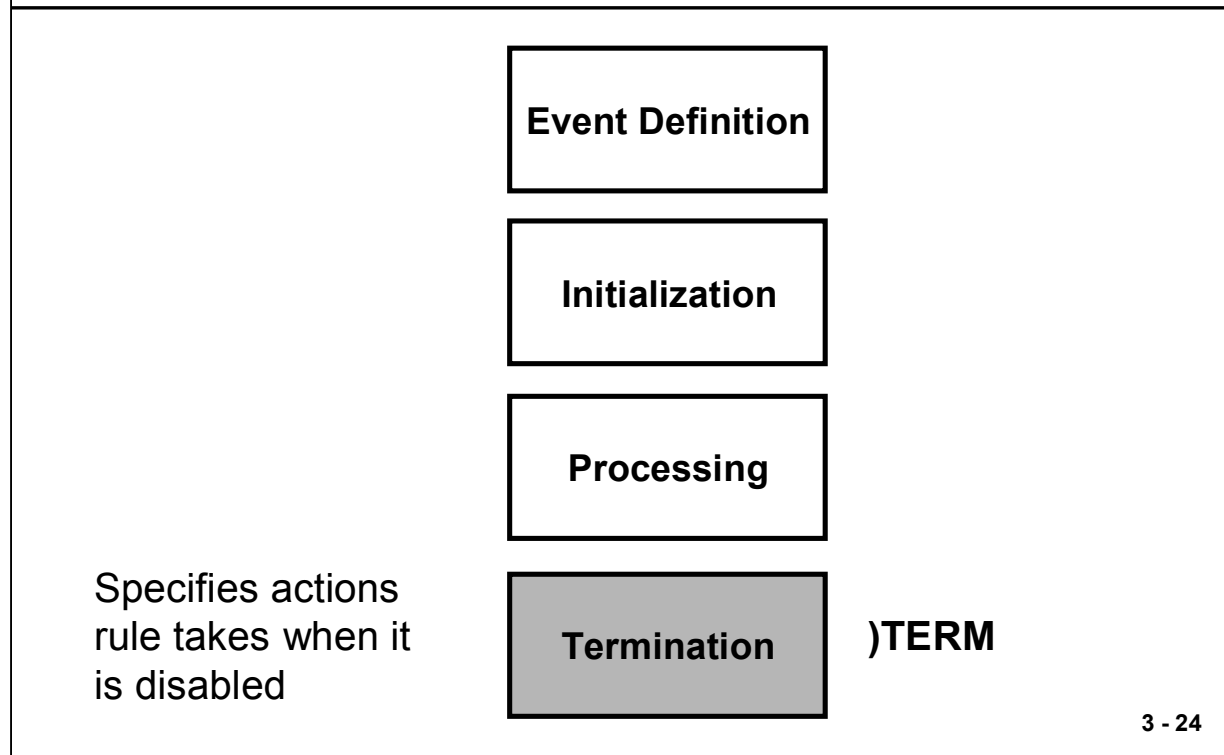 Event Definition
Initialization
Processing
Specifies actions
rule takes when it
is disabled
Termination
)TERM
3 - 24